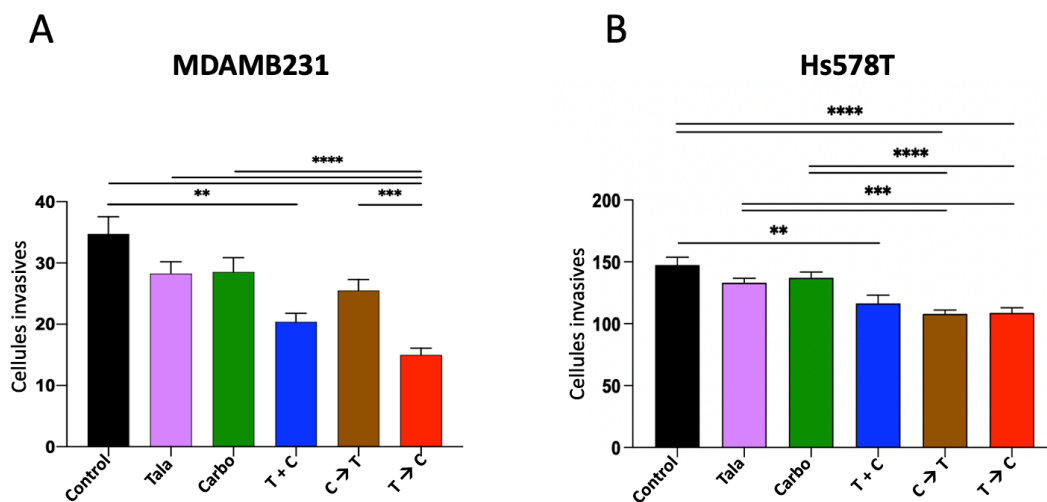 A
MDAMB231
****
**
***
Cellules invasives
40
30
20
10
0
Control
Tala
Carbo
T + C
C → T
T → C
B
Hs578T
****
****
***
**
Cellules invasives
200
150
100
50
0
Control
Tala
Carbo
T + C
C → T
T → C